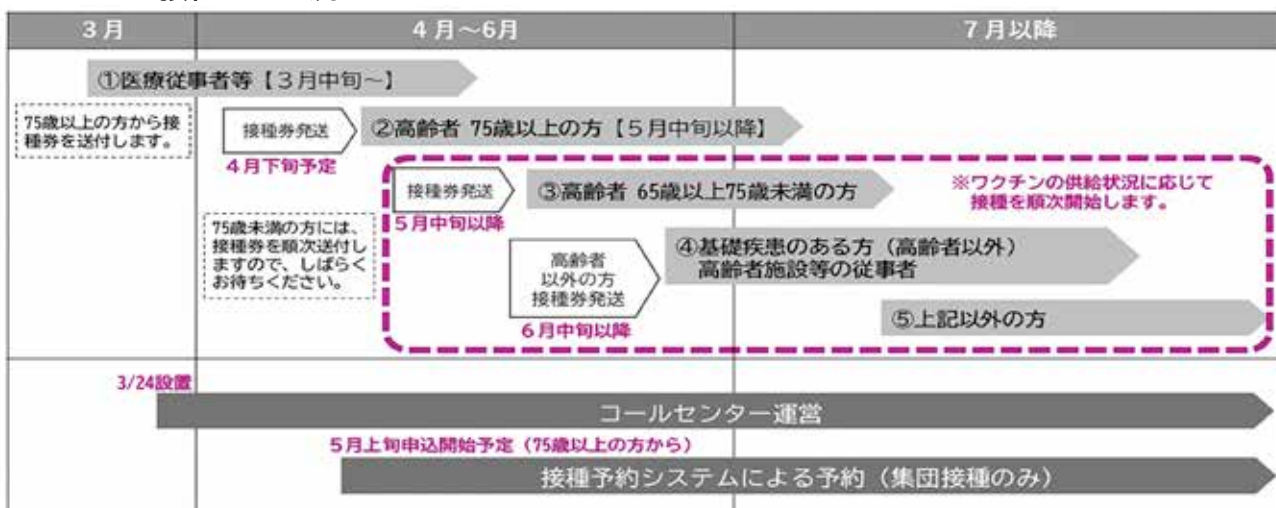 3月
4月～6月
7月以降
①医療従事者等【3月中旬～】
75歳以上の方から接
種券を送付します。
接種券発送
4月下旬予定
②高齢者 75歳以上の方【5月中旬以降】
接種券発送
5月中旬以降
③高齢者 65歳以上75歳未満の方
※ワクチンの供給状況に応じて
接種を順次開始します。
75歳未満の方には、
接種券を順次送付し
ますので、しばらく
お待ちください。
高齢者
以外の方
接種券発送
6月中旬以降
④基礎疾患のある方（高齢者以外）
高齢者施設等の従事者
⑤上記以外の方
3/24設置
コールセンター運営
5月上旬申込開始予定（75歳以上の方から）
接種予約システムによる予約（集団接種のみ）